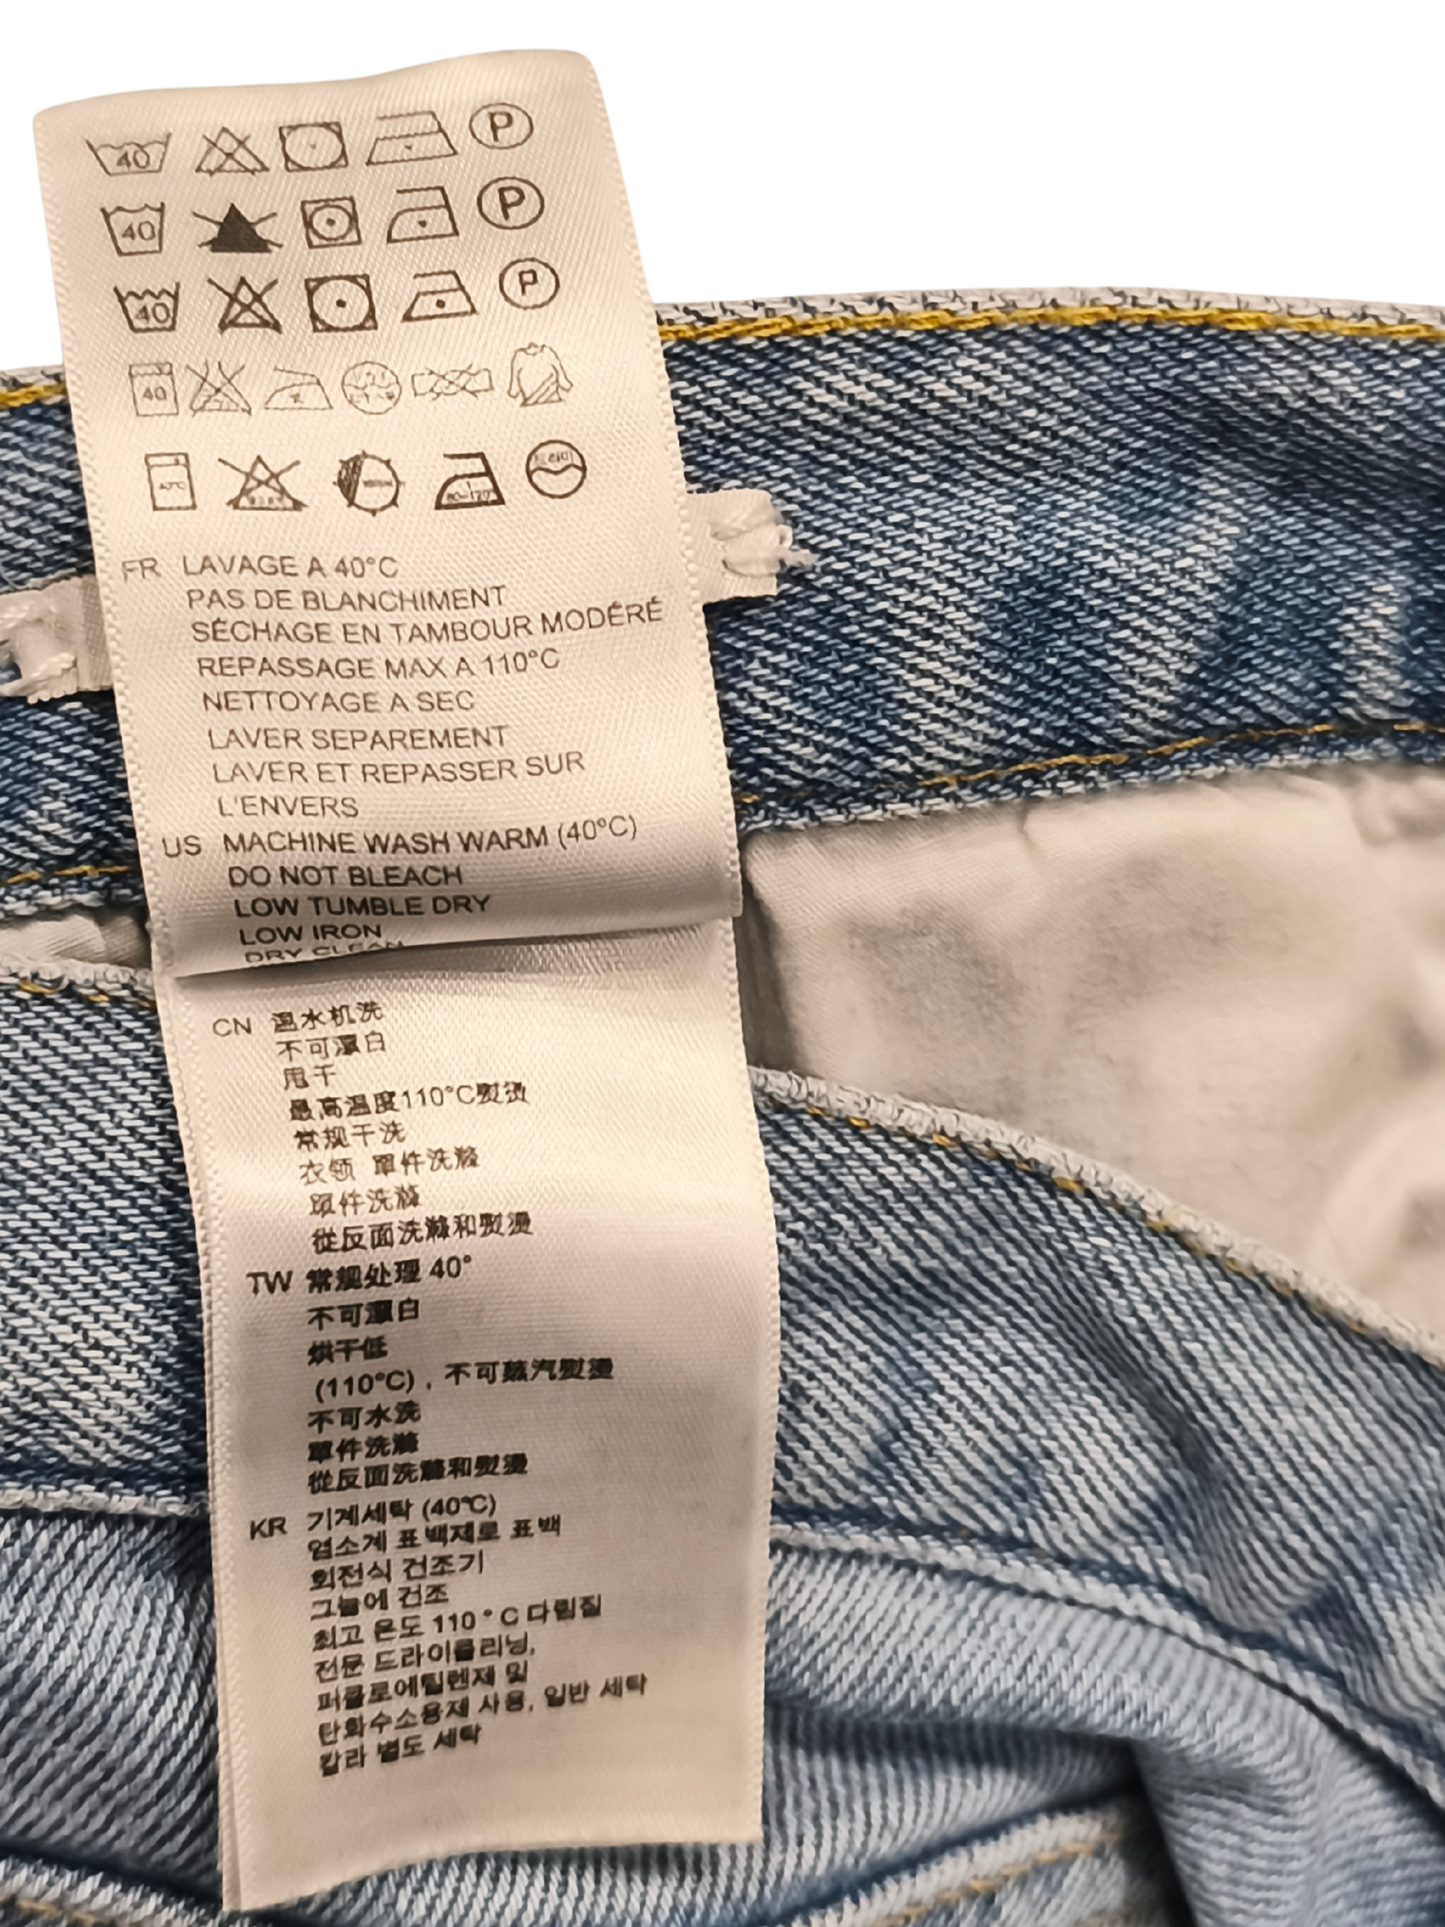 40 P
40 P
40 P
40
40°C
FR LAVAGE A 40°C
PAS DE BLANCHIMENT
SÉCHAGE EN TAMBOUR MODÉRÉ
REPASSAGE MAX A 110°C
NETTOYAGE A SEC
LAVER SEPAREMENT
LAVER ET REPASSER SUR
L'ENVERS
US MACHINE WASH WARM (40°C)
DO NOT BLEACH
LOW TUMBLE DRY
LOW IRON
DRY CLEAN
CN 温水机洗
不可漂白
甩干
最高温度110°C熨烫
常规干洗
衣领 單件洗滌
單件洗滌
從反面洗滌和熨燙
TW 常规处理 40°
不可漂白
烘干低
(110°C) , 不可蒸汽熨燙
不可水洗
單件洗滌
從反面洗滌和熨燙
KR 기계세탁 (40℃)
염소계 표백제로 표백
회전식 건조기
그늘에 건조
최고 온도 110 ° C 다림질
전문 드라이클리닝,
퍼클로에틸렌제 및
탄화수소용제 사용, 일반 세탁
칼라 별도 세탁